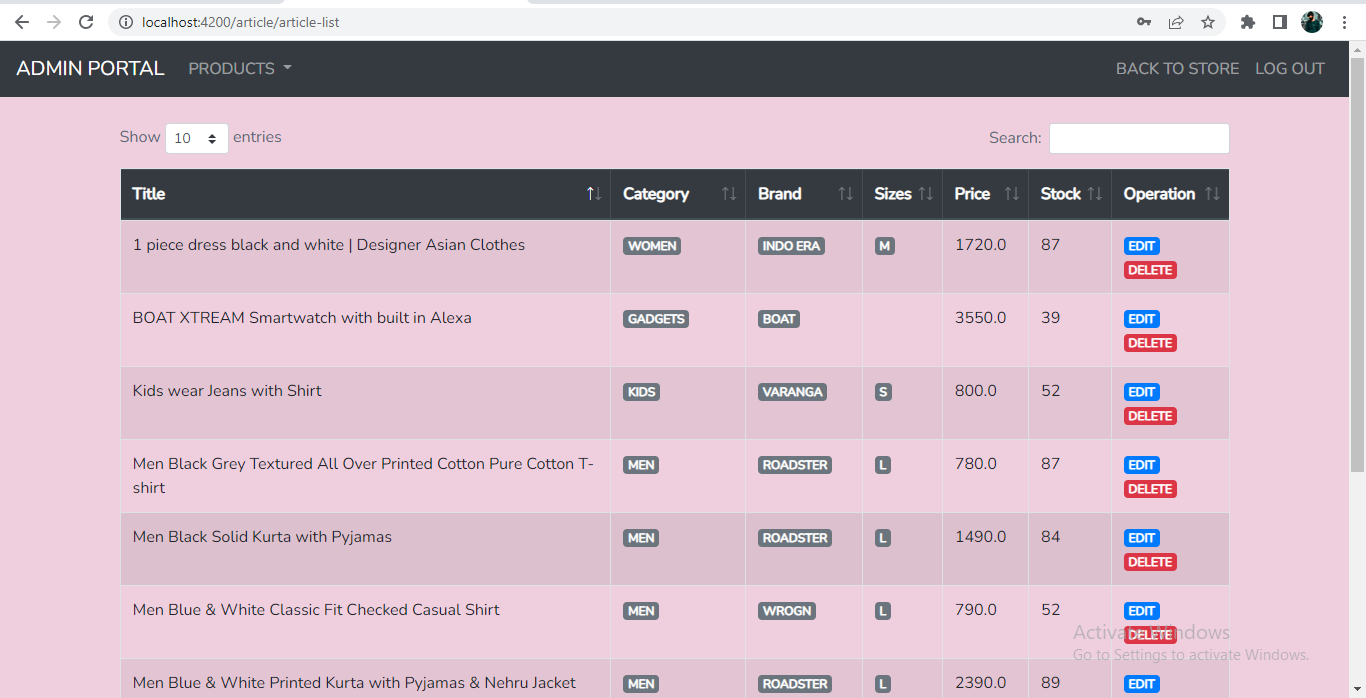 localhost:4200/article/article-list
ADMIN PORTAL PRODUCTS BACK TO STORE LOG OUT
Show 10 entries Search:
Title Category Brand Sizes Price Stock Operation
1 piece dress black and white | Designer Asian Clothes WOMEN INDO ERA M 1720.0 87 EDIT
DELETE
BOAT XTREAM Smartwatch with built in Alexa GADGETS BOAT 3550.0 39 EDIT
DELETE
Kids wear Jeans with Shirt KIDS VARANGA S 800.0 52 EDIT
DELETE
Men Black Grey Textured All Over Printed Cotton Pure Cotton T- MEN ROADSTER L 780.0 87 EDIT
shirt DELETE
Men Black Solid Kurta with Pyjamas MEN ROADSTER L 1490.0 84 EDIT
DELETE
Men Blue & White Classic Fit Checked Casual Shirt MEN WROGN L 790.0 52 EDIT
DELETE
Activate Windows
Go to Settings to activate Windows.
Men Blue & White Printed Kurta with Pyjamas & Nehru Jacket MEN ROADSTER L 2390.0 89 EDIT